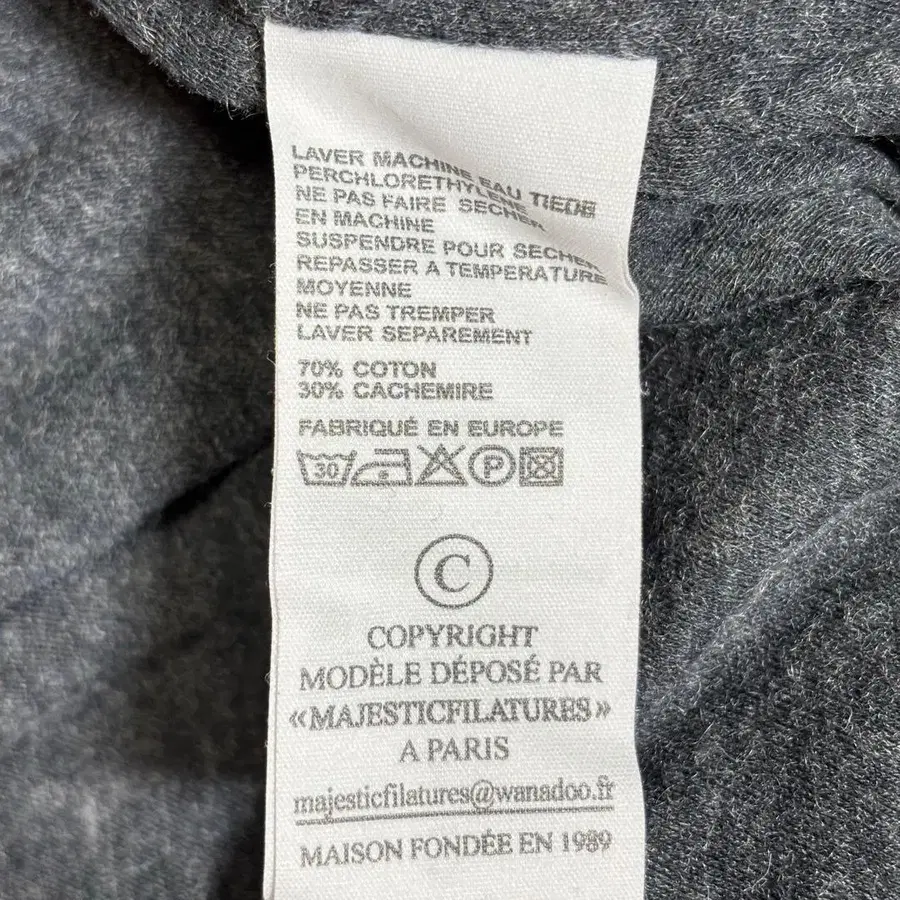 LAVER MACHINE EAU TIEDE
PERCHLORETHYLENE
NE PAS FAIRE SECHER
EN MACHINE
SUSPENDRE POUR SECHER
REPASSER A TEMPERATURE
MOYENNE
NE PAS TREMPER
LAVER SEPAREMENT
70% COTON
30% CACHEMIRE
FABRIQUÉ EN EUROPE
30 P
©
COPYRIGHT
MODÈLE DÉPOSÉ PAR
«MAJESTICFILATURES»
A PARIS
majesticfilatures@wanadoo.fr
MAISON FONDÉE EN 1989